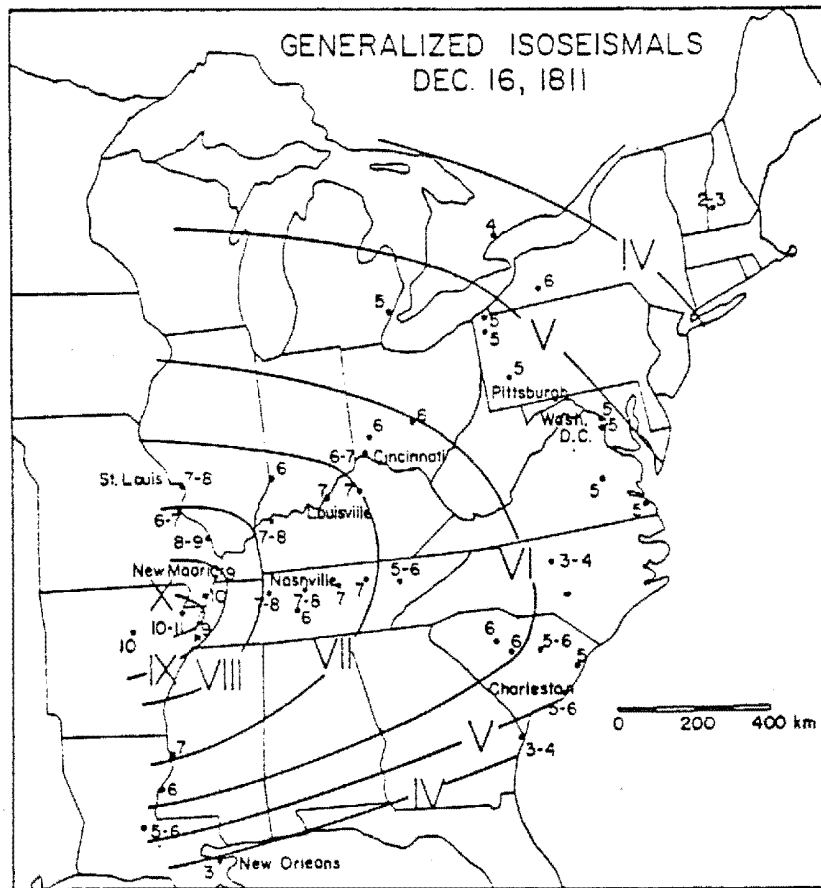 GENERALIZED ISOSEISMALS
DEC. 16, 1811
2-3
4
IV
6
5
5
5
V
5
Pittsburgh
5
Wash.
D.C.
5
6
6
6-7
Cincinnati
St. Louis
7-8
6
7
7
Louisville
5
5
6-7
7-8
8-9
VI
3-4
New Madrid
Nashville
5-6
X
10
7-8
7-8
7
7
6
10-11
9
10
IX
VIII
VII
6
6
5-6
5
Charleston
5-6
0 200 400 km
V
3-4
7
IV
6
5-6
3
New Orleans